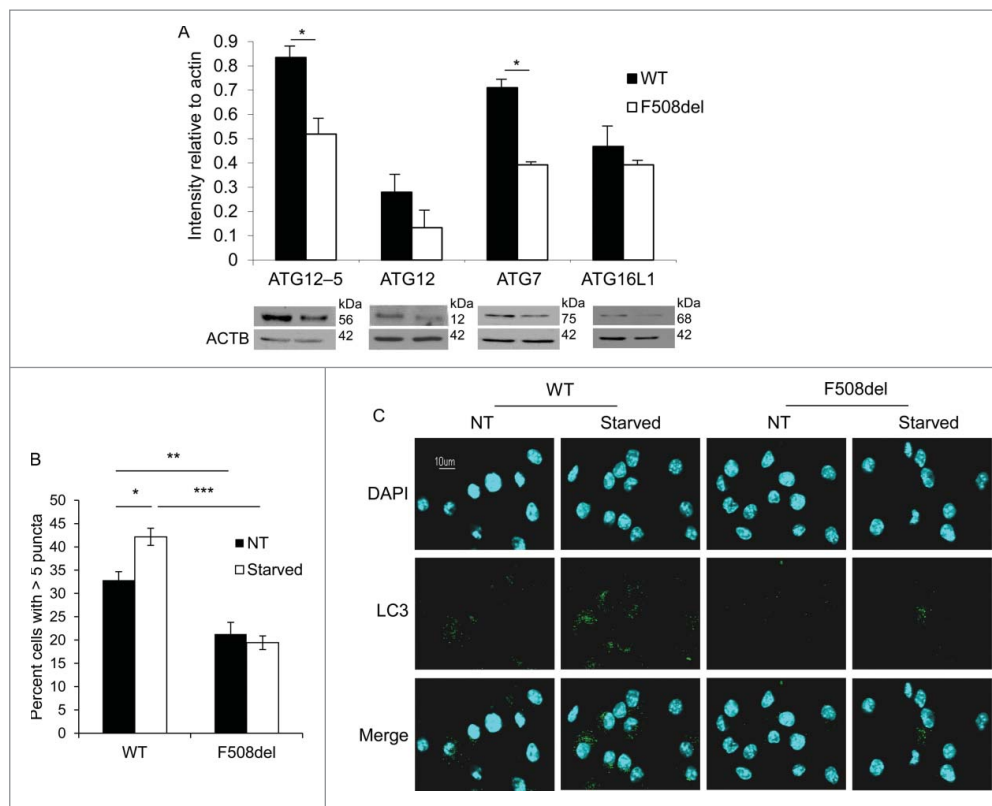 A
*
*
0.9
0.8
0.7
0.6
0.5
0.4
0.3
0.2
0.1
0
Intensity relative to actin
WT
F508del
ATG12–5 ATG12 ATG7 ATG16L1
kDa kDa kDa kDa
56 12 75 68
ACTB 42 42 42 42
B
**
* ***
50
45
40
35
30
25
20
15
10
5
0
Percent cells with > 5 puncta
NT
Starved
WT F508del
C
WT F508del
NT Starved NT Starved
10um
DAPI
LC3
Merge